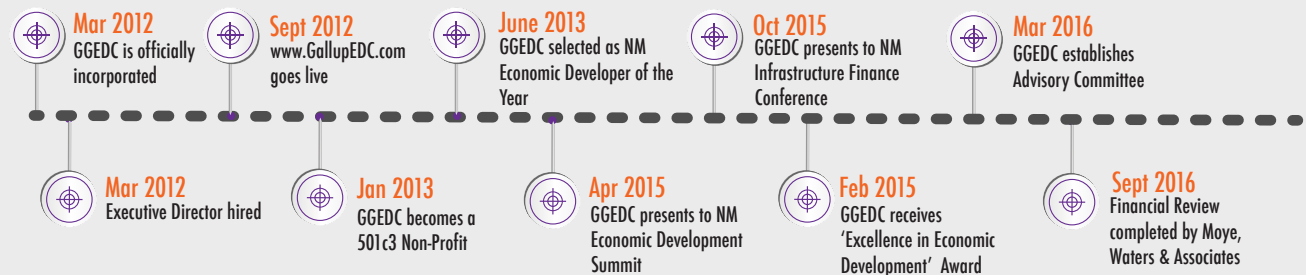 Mar 2012
GGEDC is officially
incorporated
Mar 2012
Executive Director hired
Sept 2012
www.GallupEDC.com
goes live
Jan 2013
GGEDC becomes a
501c3 Non-Profit
June 2013
GGEDC selected as NM
Economic Developer of the
Year
Apr 2015
GGEDC presents to NM
Economic Development
Summit
Oct 2015
GGEDC presents to NM
Infrastructure Finance
Conference
Feb 2015
GGEDC receives
‘Excellence in Economic
Development’ Award
Mar 2016
GGEDC establishes
Advisory Committee
Sept 2016
Financial Review
completed by Moye,
Waters & Associates